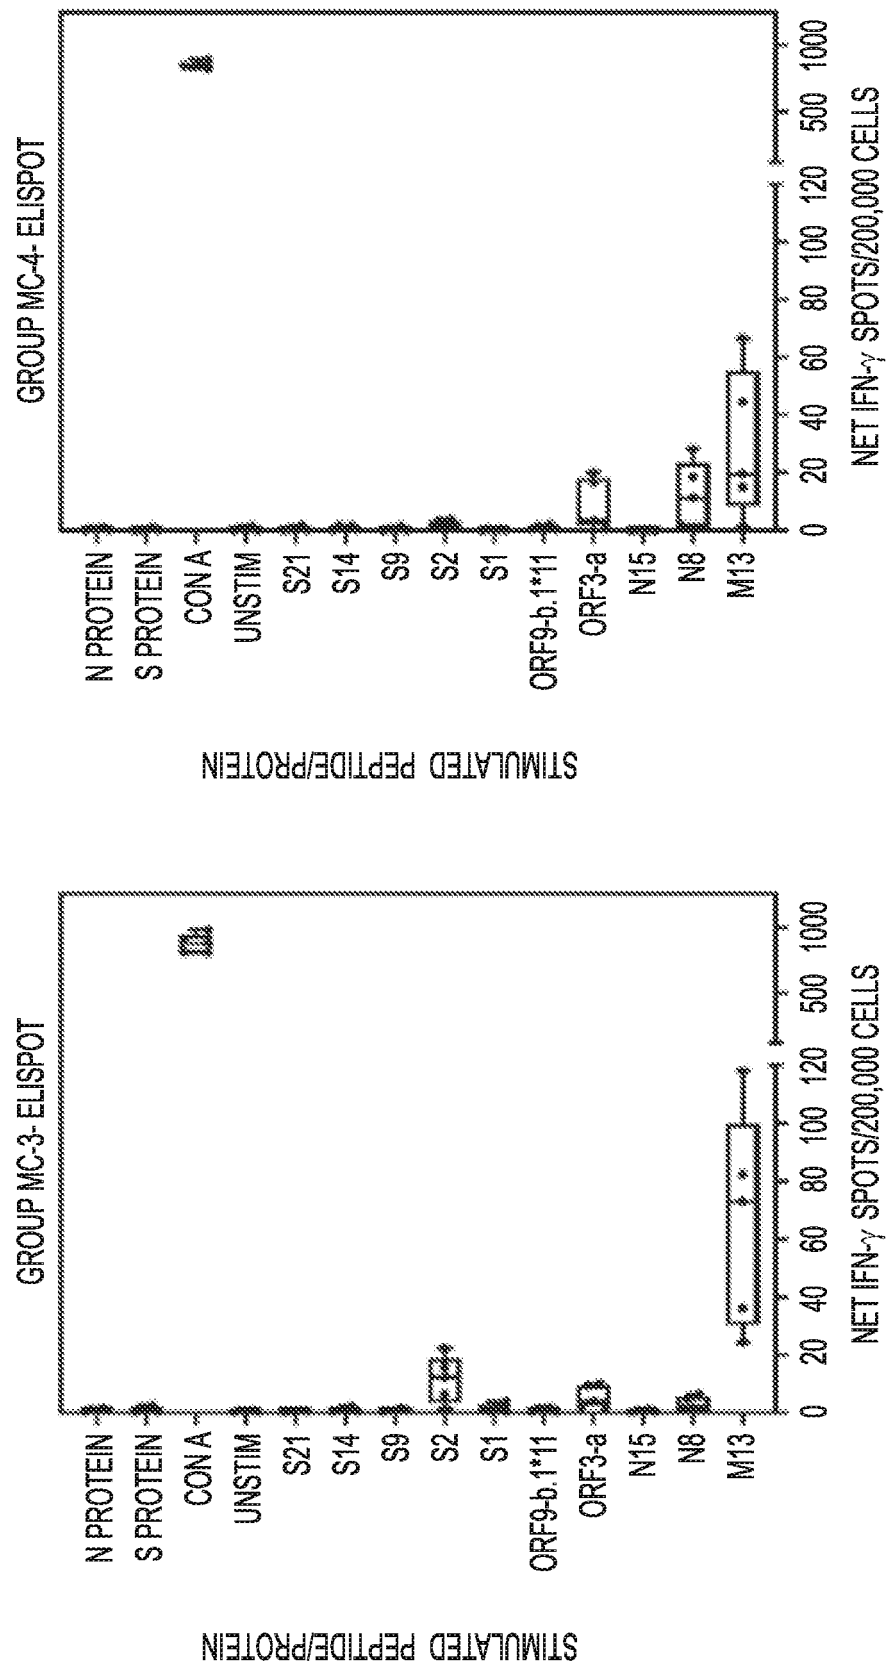 GROUP MC-3- ELISPOT
STIMULATED PEPTIDE/PROTEIN
N PROTEIN
S PROTEIN
CON A
UNSTIM
S21
S14
S9
S2
S1
ORF9-b.1*11
ORF3-a
N15
N8
M13
0 20 40 60 80 100 120 500 1000
NET IFN-γ SPOTS/200,000 CELLS
GROUP MC-4- ELISPOT
STIMULATED PEPTIDE/PROTEIN
N PROTEIN
S PROTEIN
CON A
UNSTIM
S21
S14
S9
S2
S1
ORF9-b.1*11
ORF3-a
N15
N8
M13
0 20 40 60 80 100 120 500 1000
NET IFN-γ SPOTS/200,000 CELLS